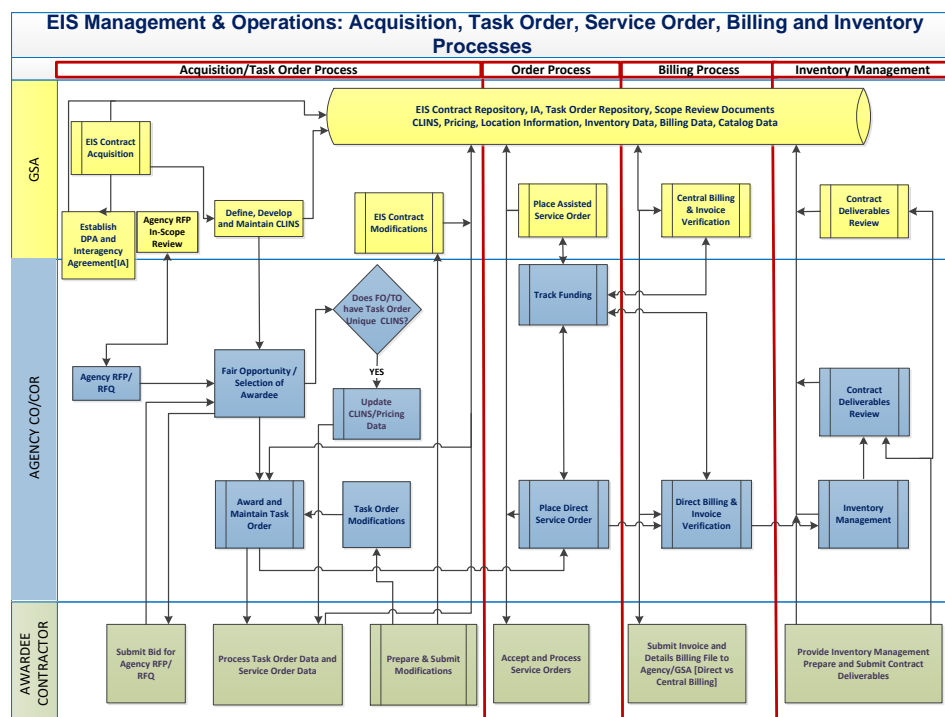 EIS Management & Operations: Acquisition, Task Order, Service Order, Billing and Inventory
Processes
Acquisition/Task Order Process
Order Process
Billing Process
Inventory Management
GSA
EIS Contract Repository, IA, Task Order Repository, Scope Review Documents
CLINS, Pricing, Location Information, Inventory Data, Billing Data, Catalog Data
EIS Contract
Acquisition
Establish
DPA and
Interagency
Agreement[IA]
Agency RFP
In-Scope
Review
Define, Develop
and Maintain CLINS
EIS Contract
Modifications
Place Assisted
Service Order
Central Billing
& Invoice
Verification
Contract
Deliverables
Review
AGENCY CO/COR
Does FO/TO
have Task Order
Unique CLINS?
YES
Track Funding
Agency RFP/
RFQ
Fair Opportunity /
Selection of
Awardee
Update
CLINS/Pricing
Data
Contract
Deliverables
Review
Award and
Maintain Task
Order
Task Order
Modifications
Place Direct
Service Order
Direct Billing &
Invoice
Verification
Inventory
Management
AWARDEE
CONTRACTOR
Submit Bid for
Agency RFP/
RFQ
Process Task Order Data and
Service Order Data
Prepare & Submit
Modifications
Accept and Process
Service Orders
Submit Invoice and
Details Billing File to
Agency/GSA [Direct vs
Central Billing]
Provide Inventory Management
Prepare and Submit Contract
Deliverables